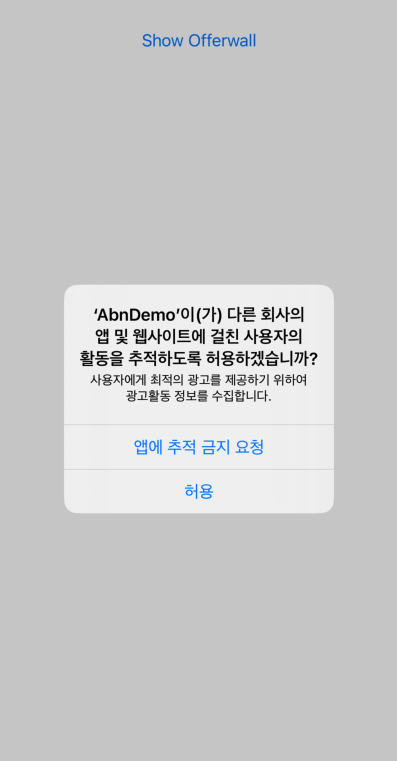 Show Offerwall
‘AbnDemo’이(가) 다른 회사의
앱 및 웹사이트에 걸친 사용자의
활동을 추적하도록 허용하겠습니까?
사용자에게 최적의 광고를 제공하기 위하여
광고활동 정보를 수집합니다.
앱에 추적 금지 요청
허용